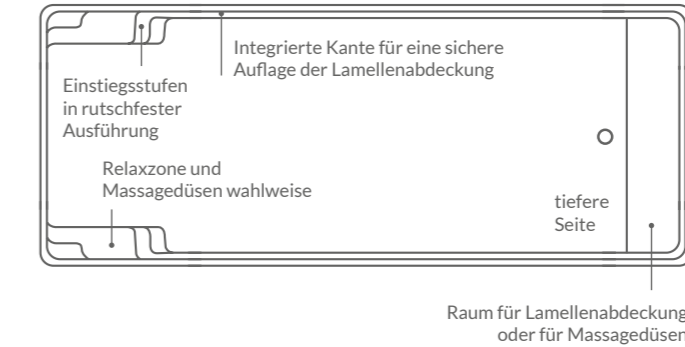 Integrierte Kante für eine sichere
Auflage der Lamellenabdeckung
Einstiegsstufen
in rutschfester
Ausführung
Relaxzone und
Massagedüsen wahlweise
tiefere
Seite
Raum für Lamellenabdeckung
oder für Massagedüsen